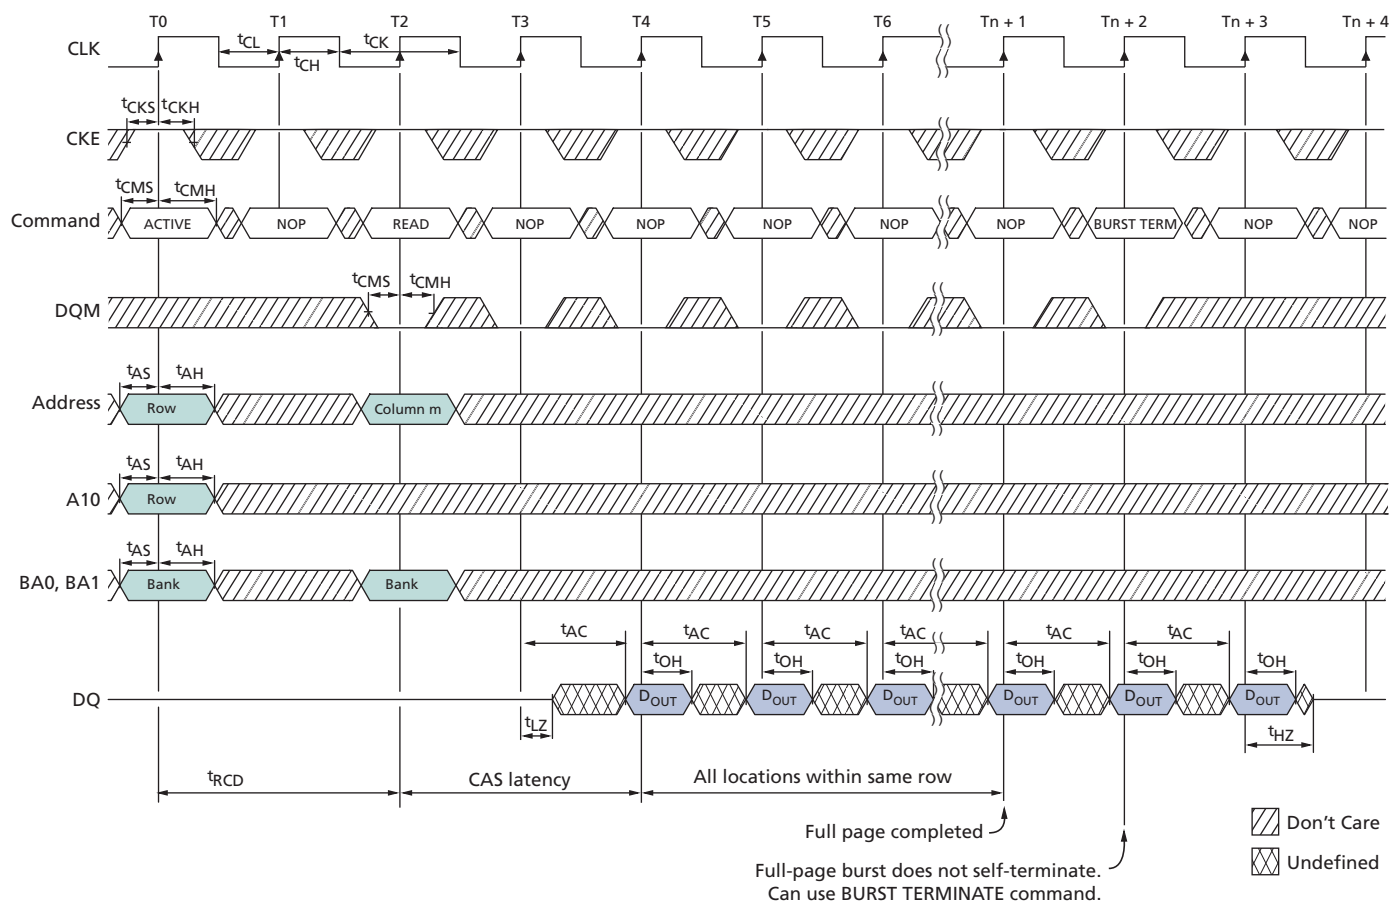 T0 T1 T2 T3 T4 T5 T6 Tn + 1 Tn + 2 Tn + 3 Tn + 4
CLK
tCL tCK
tCH
tCKS tCKH
CKE
tCMS tCMH
Command ACTIVE NOP READ NOP NOP NOP NOP NOP BURST TERM NOP NOP
tCMS tCMH
DQM
tAS tAH
Address Row Column m
tAS tAH
A10 Row
tAS tAH
BA0, BA1 Bank Bank
tAC tAC tAC tAC tAC tAC
tOH tOH tOH tOH tOH tOH
DQ DOUT DOUT DOUT DOUT DOUT DOUT
tLZ tHZ
tRCD CAS latency All locations within same row
Full page completed
Don't Care
Undefined
Full-page burst does not self-terminate.
Can use BURST TERMINATE command.